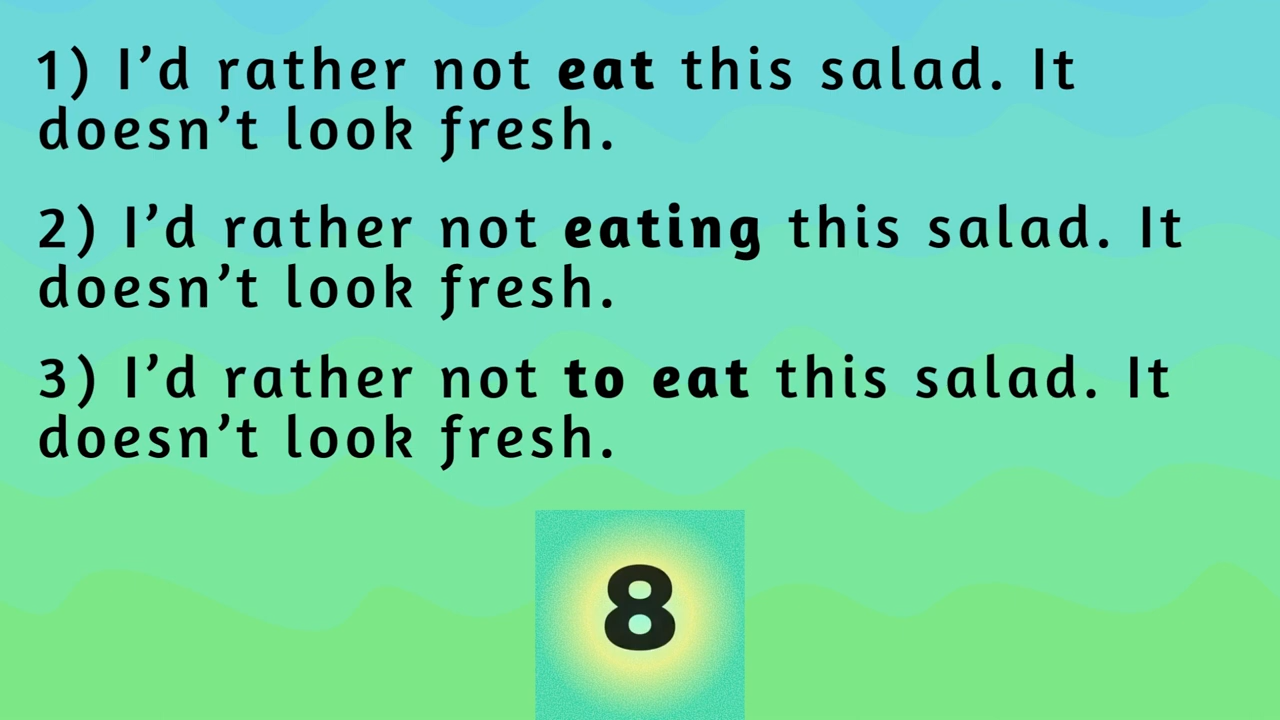 1) I’d rather not eat this salad. It
doesn’t look fresh.
2) I’d rather not eating this salad. It
doesn’t look fresh.
3) I’d rather not to eat this salad. It
doesn’t look fresh.
8